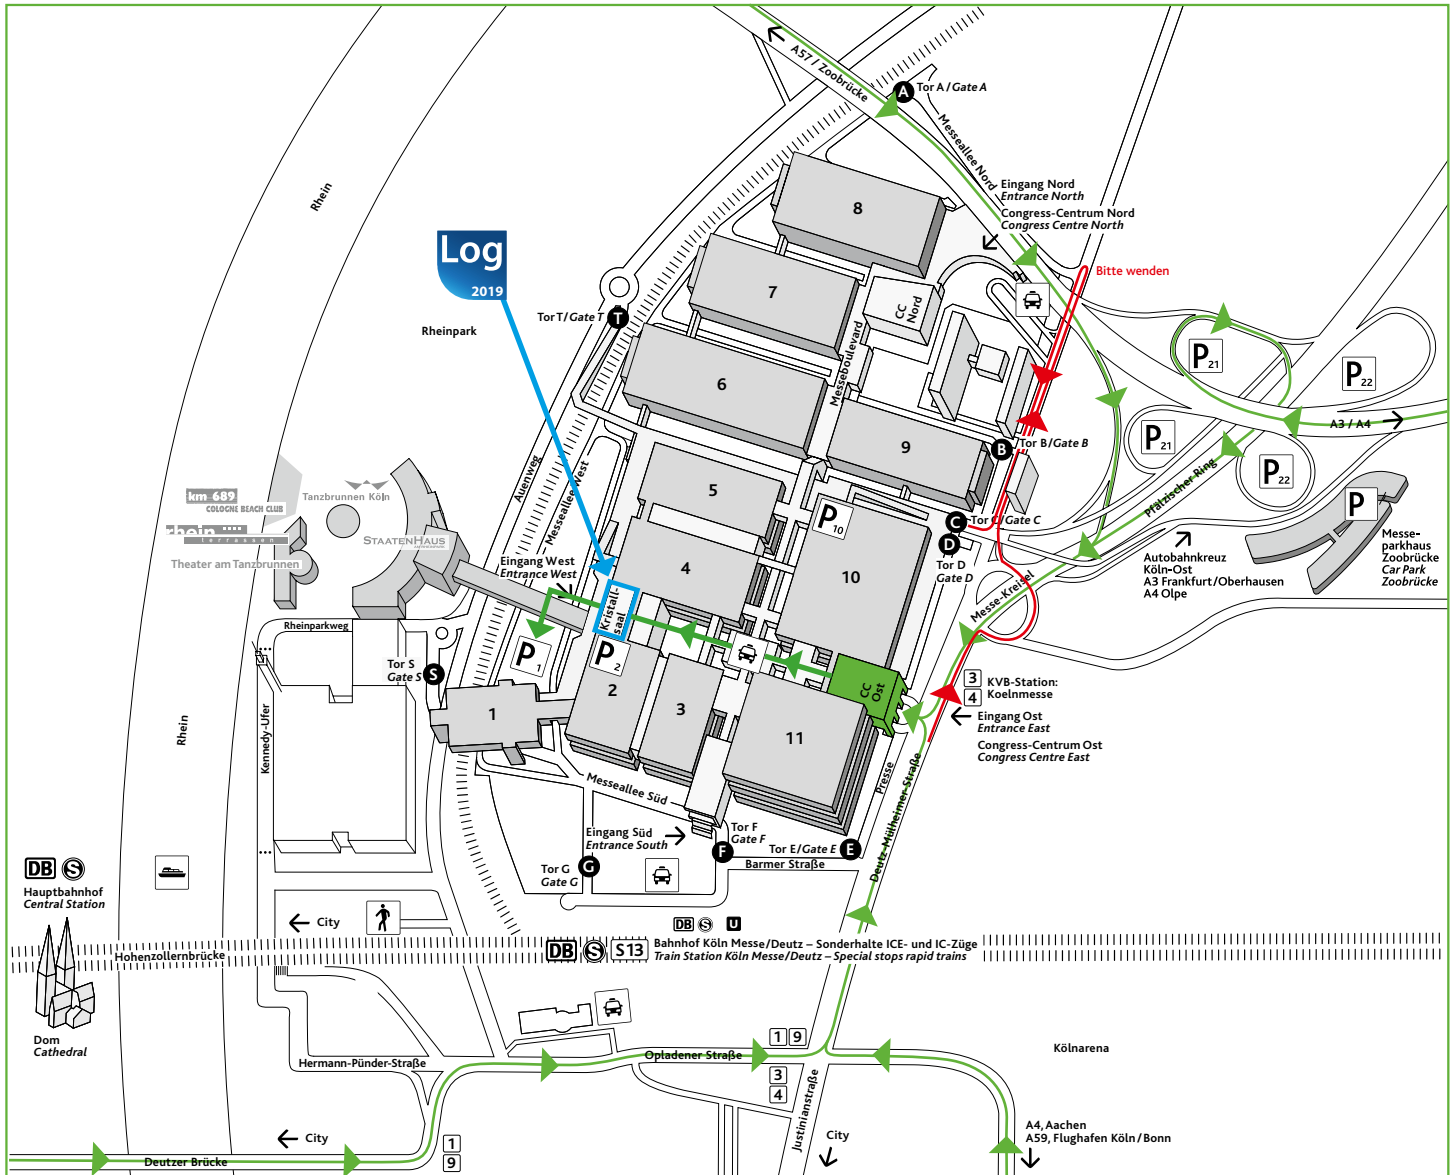 A57 / Zoobrücke
A
Tor A / Gate A
Messeallee Nord
Eingang Nord
Entrance North
Congress-Centrum Nord
Congress Centre North
Rhein
8
Log
2019
Bitte wenden
7
CC
Nord
Tor T / Gate T
T
Rheinpark
Messeboulevard
P21
P22
6
A3 / A4
9
B
Tor B / Gate B
P21
P22
Pfälzischer Ring
5
Auenweg
Messeallee West
km 689
COLOGNE BEACH CLUB
Tanzbrunnen Köln
rhein
terrassen
STAATENHAUS
Theater am Tanzbrunnen
P10
C
Tor C / Gate C
D
Tor D
Gate D
P
Messe-
parkhaus
Zoobrücke
Car Park
Zoobrücke
Autobahnkreuz
Köln-Ost
A3 Frankfurt/Oberhausen
A4 Olpe
Eingang West
Entrance West
4
10
Messe-Kreisel
Kristall-
saal
Rheinparkweg
P1
P2
Tor S
Gate S
S
CC
Ost
3
4
KVB-Station:
Koelnmesse
Eingang Ost
Entrance East
Congress-Centrum Ost
Congress Centre East
Rhein
Kennedy-Ufer
1
2
3
11
Presse
Deutz-Mülheimer-Straße
Messeallee Süd
Eingang Süd
Entrance South
Tor F
Gate F
F
Tor E / Gate E
E
Barmer Straße
Tor G
Gate G
G
DB S
Hauptbahnhof
Central Station
City
DB S U
Hohenzollernbrücke
DB S S13
Bahnhof Köln Messe/Deutz – Sonderhalte ICE- und IC-Züge
Train Station Köln Messe/Deutz – Special stops rapid trains
Dom
Cathedral
1 9
Hermann-Pünder-Straße
Opladener Straße
Kölnarena
3
4
Justinianstraße
City
City
1
9
Deutzer Brücke
A4, Aachen
A59, Flughafen Köln / Bonn